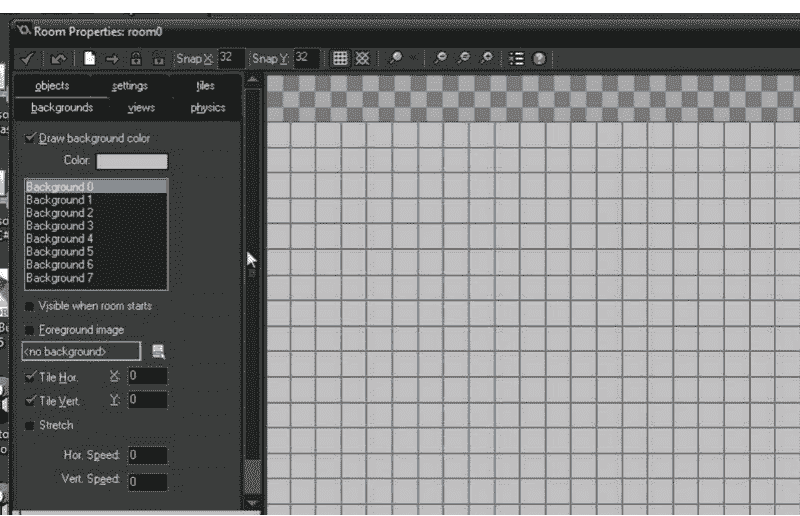 Room Properties: room0
Snap X: 32 Snap Y: 32
objects settings tiles
backgrounds views physics
Draw background color
Color:
Background 0
Background 1
Background 2
Background 3
Background 4
Background 5
Background 6
Background 7
Visible when room starts
Foreground image
<no background>
Tile Hor. X: 0
Tile Vert. Y: 0
Stretch
Hor. Speed: 0
Vert. Speed: 0